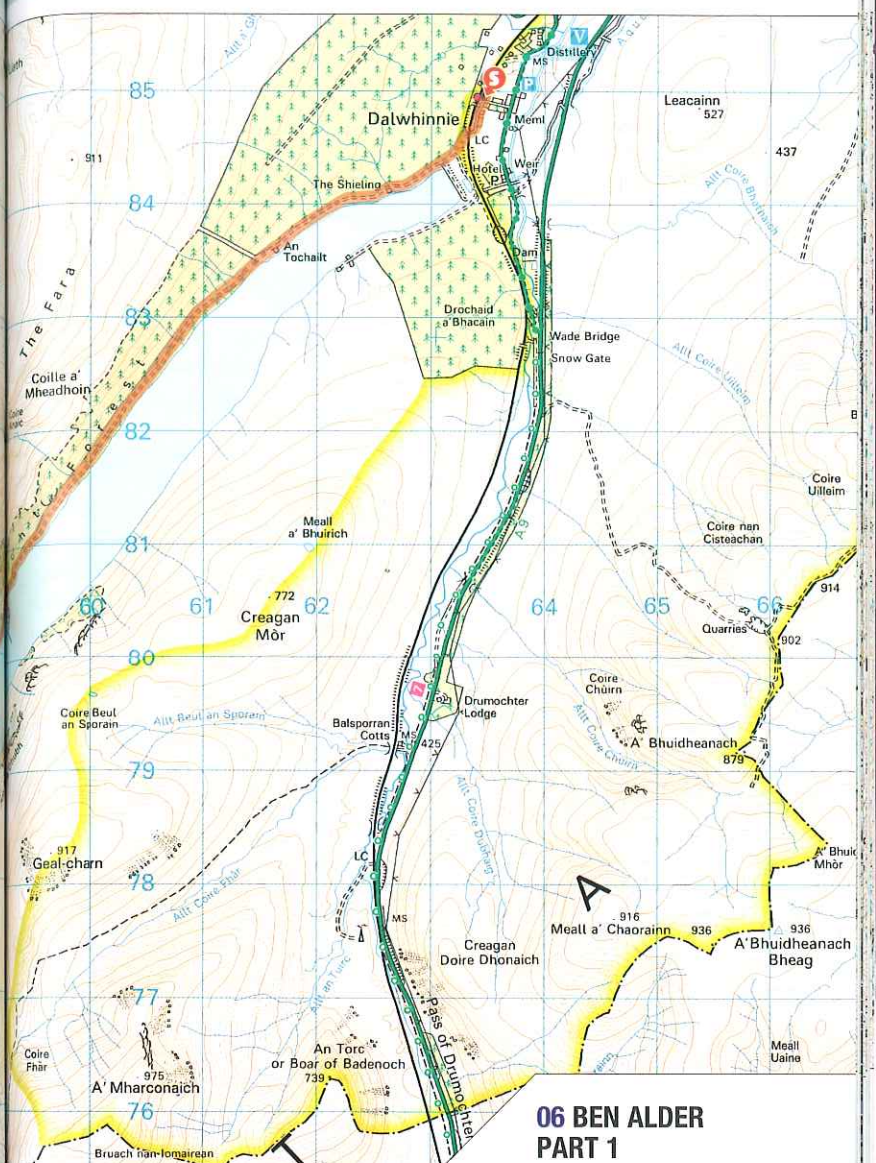 Distillery
MS
V
S
P
85
Leacainn
527
Dalwhinnie
Meml
LC
911
437
Hotel
Weir
P
The Shieling
84
Allt Coire Bhathaich
An
Tochailt
Dam
The Fara
83
Drochaid
a' Bhacain
Wade Bridge
Snow Gate
Allt Coire Uilleim
Coille a'
Mheadhoin
Forest
82
Coire
Uilleim
Meall
a' Bhuirich
A9
Coire nan
Cisteachan
81
914
772
60
61
62
64
65
66
Creagan
Mòr
Quarries
902
80
7
Coire
Chùirn
Coire Beul
an Sporain
Allt Beul an Sporain
Drumochter
Lodge
Balsporran
Cotts
MS
425
A' Bhuidheanach
Allt Coire Chuirn
879
79
Allt Coire Dubhaig
917
Geal-charn
LC
A' Bhuid
Mhòr
78
Allt Coire Fhàr
A
MS
916
Meall a' Chaorainn
936
936
A'Bhuidheanach
Bheag
Creagan
Doire Dhonaich
Allt an Tuirc
77
Pass of Drumochter
Coire
Fhàr
An Torc
or Boar of Badenoch
739
Meall
Uaine
975
A' Mharconaich
76
Bruach nan Iomairean
T
06 BEN ALDER
PART 1